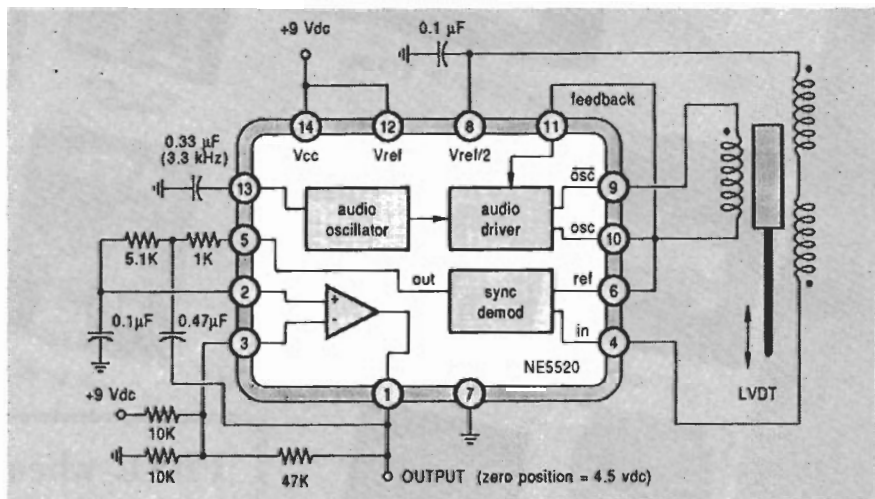 +9 Vdc
0.1 µF
feedback
14
12
8
11
Vcc
Vref
Vref/2
0.33 µF
(3.3 kHz)
13
audio
oscillator
audio
driver
osc
9
osc
10
5.1K
1K
5
out
sync
demod
ref
6
in
4
2
+
-
3
0.1µF
0.47µF
NE5520
LVDT
+9 Vdc
1
7
10K
10K
47K
OUTPUT (zero position = 4.5 vdc)